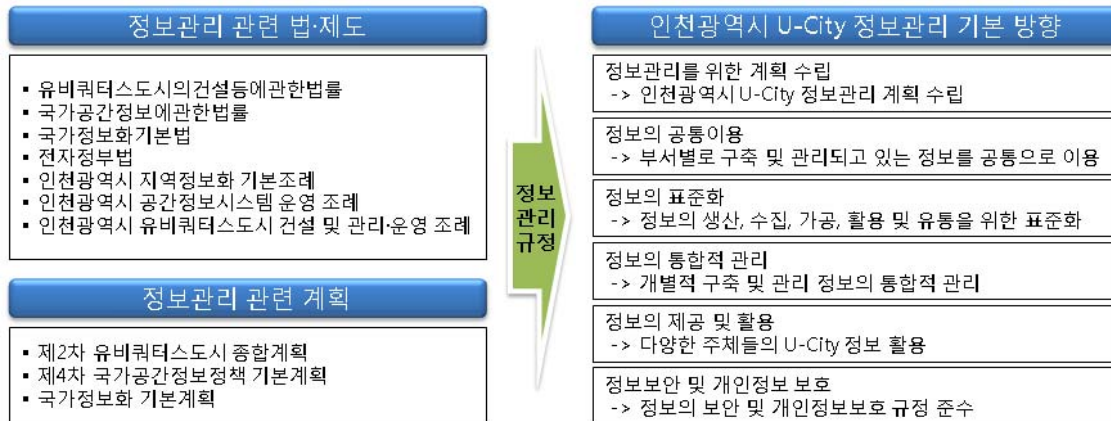 정보관리 관련 법·제도
▪ 유비쿼터스도시의건설등에관한법률
▪ 국가공간정보에관한법률
▪ 국가정보화기본법
▪ 전자정부법
▪ 인천광역시 지역정보화 기본조례
▪ 인천광역시 공간정보시스템 운영 조례
▪ 인천광역시 유비쿼터스도시 건설 및 관리·운영 조례
정보관리 관련 계획
▪ 제2차 유비쿼터스도시 종합계획
▪ 제4차 국가공간정보정책 기본계획
▪ 국가정보화 기본계획
정보
관리
규정
인천광역시 U-City 정보관리 기본 방향
정보관리를 위한 계획 수립
-> 인천광역시 U-City 정보관리 계획 수립
정보의 공통이용
-> 부서별로 구축 및 관리되고 있는 정보를 공통으로 이용
정보의 표준화
-> 정보의 생산, 수집, 가공, 활용 및 유통을 위한 표준화
정보의 통합적 관리
-> 개별적 구축 및 관리 정보의 통합적 관리
정보의 제공 및 활용
-> 다양한 주체들의 U-City 정보 활용
정보보안 및 개인정보 보호
-> 정보의 보안 및 개인정보보호 규정 준수